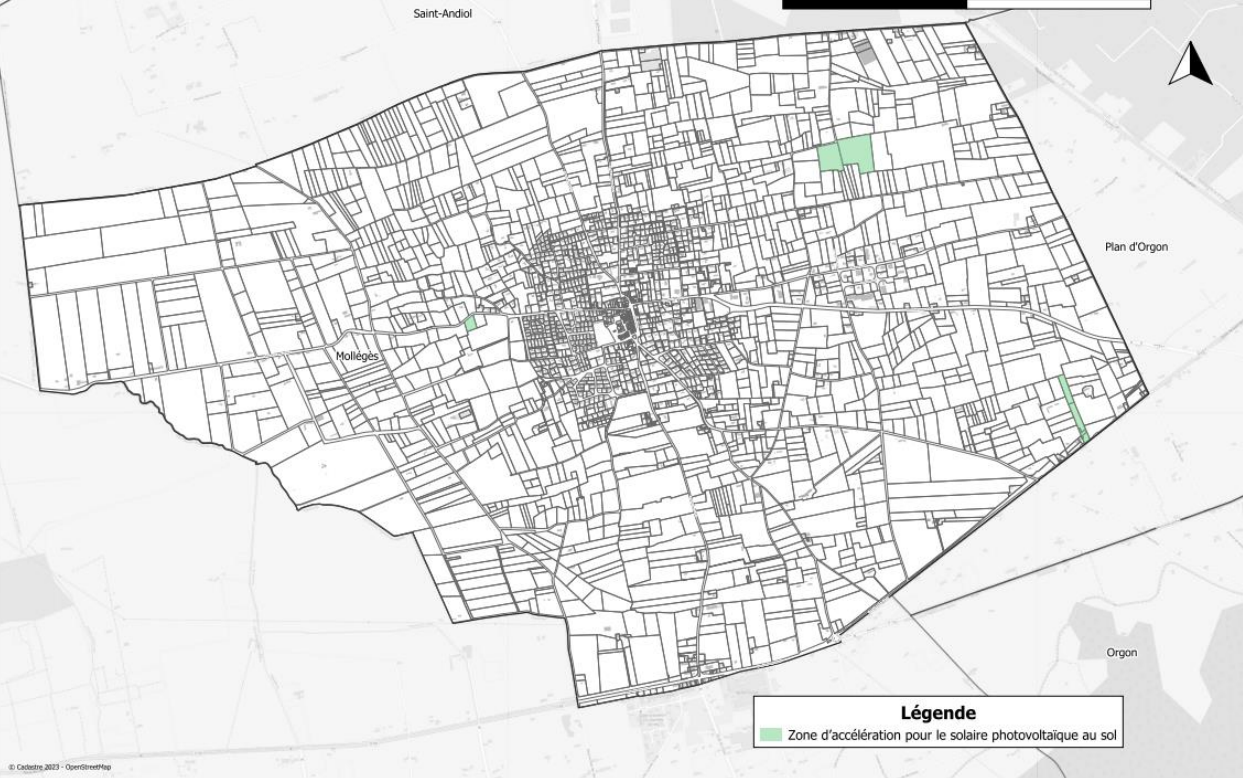 Saint-Andiol
Plan d'Orgon
Mollégès
Orgon
Légende
Zone d'accélération pour le solaire photovoltaïque au sol
© Cadastre 2023 - OpenStreetMap